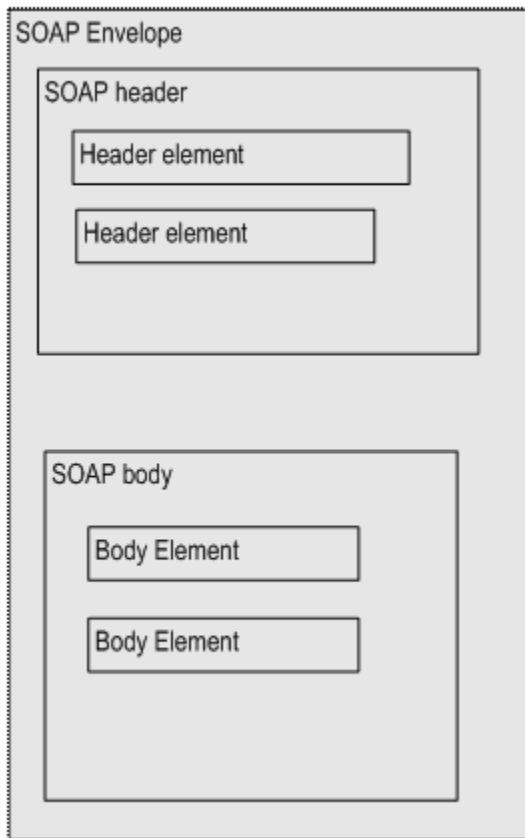 SOAP Envelope
SOAP header
Header element
Header element
SOAP body
Body Element
Body Element